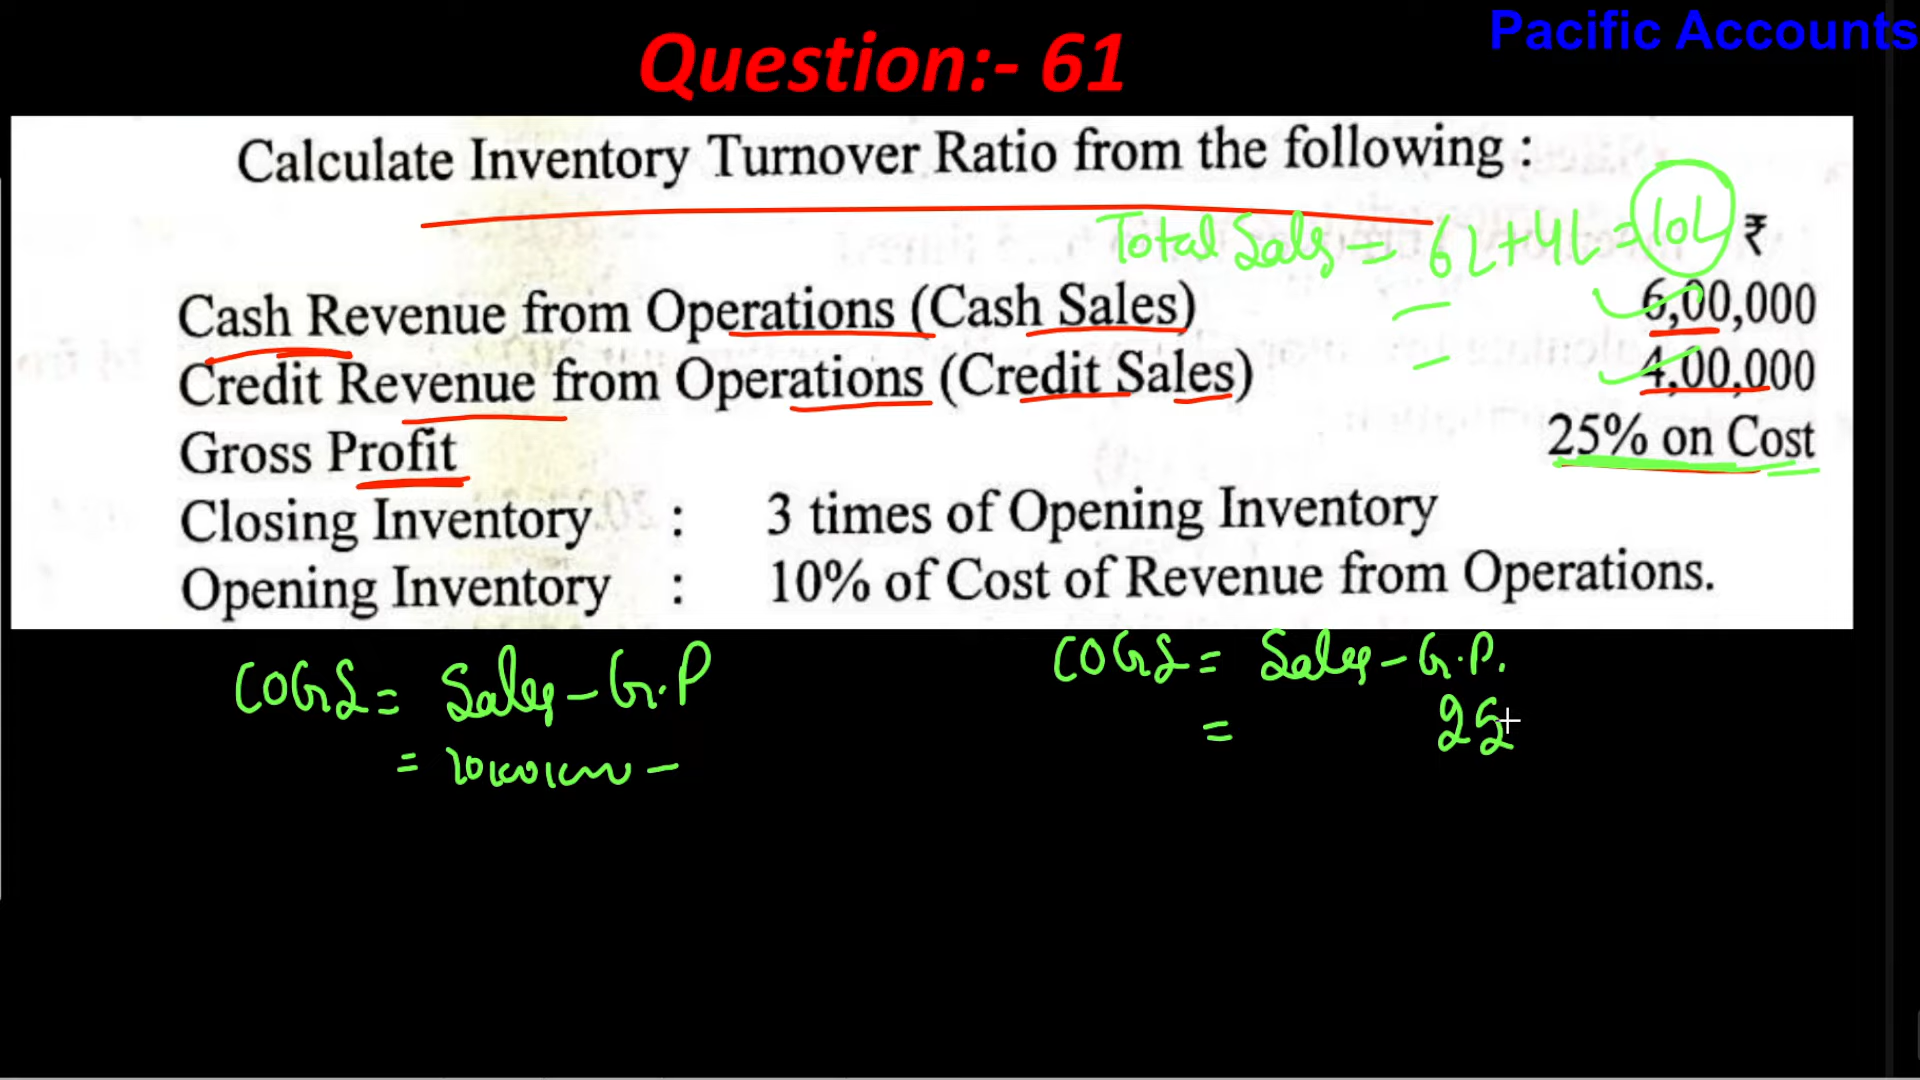 Pacific Accounts
Question:- 61
Calculate Inventory Turnover Ratio from the following :
Total Sales = 6L+4L = 10L ₹
Cash Revenue from Operations (Cash Sales) = 6,00,000
Credit Revenue from Operations (Credit Sales) = 4,00,000
Gross Profit 25% on Cost
Closing Inventory : 3 times of Opening Inventory
Opening Inventory : 10% of Cost of Revenue from Operations.
COGS = Sales - G.P
= -
COGS = Sales - G.P.
= 25